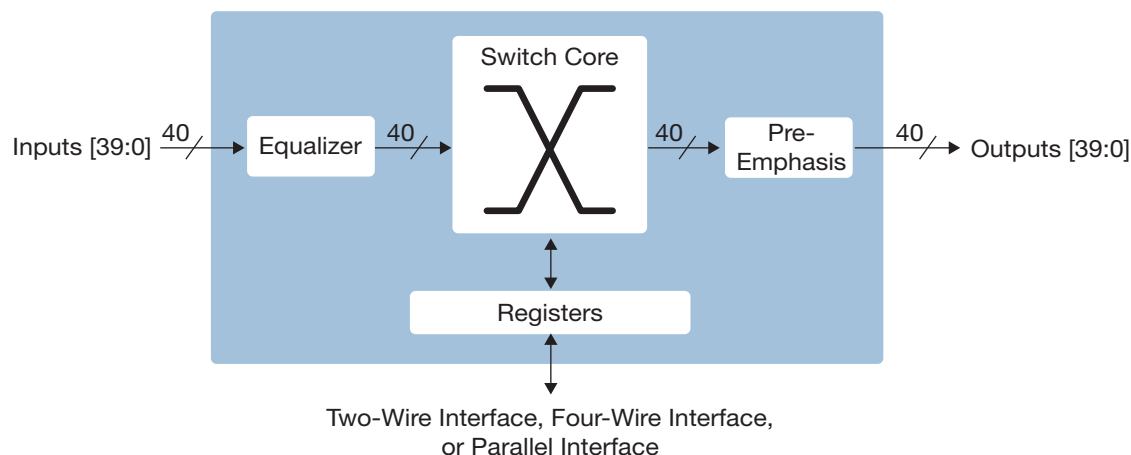 Switch Core
Inputs [39:0]
40
Equalizer
40
40
Pre-
Emphasis
40
Outputs [39:0]
Registers
Two-Wire Interface, Four-Wire Interface,
or Parallel Interface